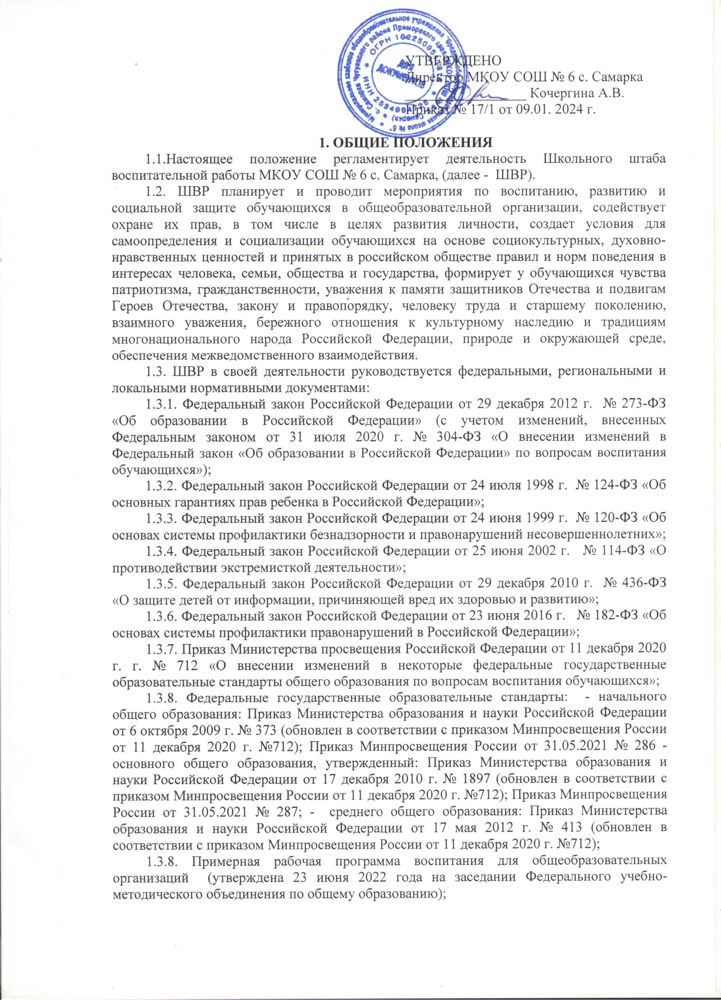 УТВЕРЖДЕНО
Директор МКОУ СОШ № 6 с. Самарка
Кочергина А.В.
Приказ № 17/1 от 09.01. 2024 г.
ДЛЯ
ДОКУМЕНТОВ
1. ОБЩИЕ ПОЛОЖЕНИЯ
1.1.Настоящее положение регламентирует деятельность Школьного штаба
воспитательной работы МКОУ СОШ № 6 с. Самарка, (далее - ШВР).
1.2. ШВР планирует и проводит мероприятия по воспитанию, развитию и
социальной защите обучающихся в общеобразовательной организации, содействует
охране их прав, в том числе в целях развития личности, создает условия для
самоопределения и социализации обучающихся на основе социокультурных, духовно-
нравственных ценностей и принятых в российском обществе правил и норм поведения в
интересах человека, семьи, общества и государства, формирует у обучающихся чувства
патриотизма, гражданственности, уважения к памяти защитников Отечества и подвигам
Героев Отечества, закону и правопорядку, человеку труда и старшему поколению,
взаимного уважения, бережного отношения к культурному наследию и традициям
многонационального народа Российской Федерации, природе и окружающей среде,
обеспечения межведомственного взаимодействия.
1.3. ШВР в своей деятельности руководствуется федеральными, региональными и
локальными нормативными документами:
1.3.1. Федеральный закон Российской Федерации от 29 декабря 2012 г. № 273-ФЗ
«Об образовании в Российской Федерации» (с учетом изменений, внесенных
Федеральным законом от 31 июля 2020 г. № 304-ФЗ «О внесении изменений в
Федеральный закон «Об образовании в Российской Федерации» по вопросам воспитания
обучающихся»);
1.3.2. Федеральный закон Российской Федерации от 24 июля 1998 г. № 124-ФЗ «Об
основных гарантиях прав ребенка в Российской Федерации»;
1.3.3. Федеральный закон Российской Федерации от 24 июня 1999 г. № 120-ФЗ «Об
основах системы профилактики безнадзорности и правонарушений несовершеннолетних»;
1.3.4. Федеральный закон Российской Федерации от 25 июня 2002 г. № 114-ФЗ «О
противодействии экстремисткой деятельности»;
1.3.5. Федеральный закон Российской Федерации от 29 декабря 2010 г. № 436-ФЗ
«О защите детей от информации, причиняющей вред их здоровью и развитию»;
1.3.6. Федеральный закон Российской Федерации от 23 июня 2016 г. № 182-ФЗ «Об
основах системы профилактики правонарушений в Российской Федерации»;
1.3.7. Приказ Министерства просвещения Российской Федерации от 11 декабря 2020
г. г. № 712 «О внесении изменений в некоторые федеральные государственные
образовательные стандарты общего образования по вопросам воспитания обучающихся»;
1.3.8. Федеральные государственные образовательные стандарты: - начального
общего образования: Приказ Министерства образования и науки Российской Федерации
от 6 октября 2009 г. № 373 (обновлен в соответствии с приказом Минпросвещения России
от 11 декабря 2020 г. №712); Приказ Минпросвещения России от 31.05.2021 № 286 -
основного общего образования, утвержденный: Приказ Министерства образования и
науки Российской Федерации от 17 декабря 2010 г. № 1897 (обновлен в соответствии с
приказом Минпросвещения России от 11 декабря 2020 г. №712); Приказ Минпросвещения
России от 31.05.2021 № 287; - среднего общего образования: Приказ Министерства
образования и науки Российской Федерации от 17 мая 2012 г. № 413 (обновлен в
соответствии с приказом Минпросвещения России от 11 декабря 2020 г. №712);
1.3.8. Примерная рабочая программа воспитания для общеобразовательных
организаций (утверждена 23 июня 2022 года на заседании Федерального учебно-
методического объединения по общему образованию);